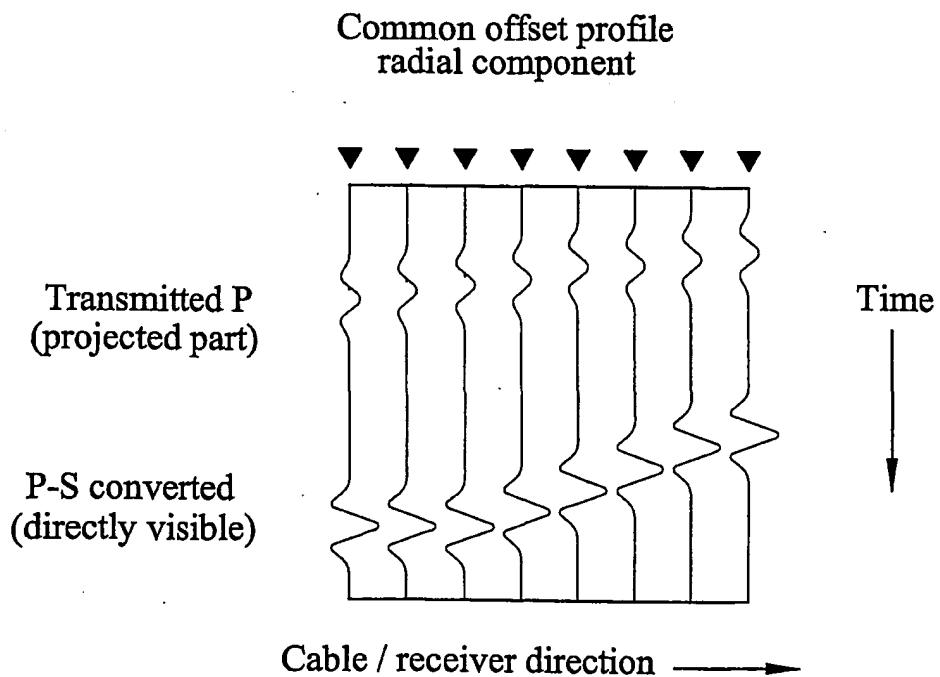 Common offset profile
radial component
Transmitted P
(projected part)
Time
P-S converted
(directly visible)
Cable / receiver direction